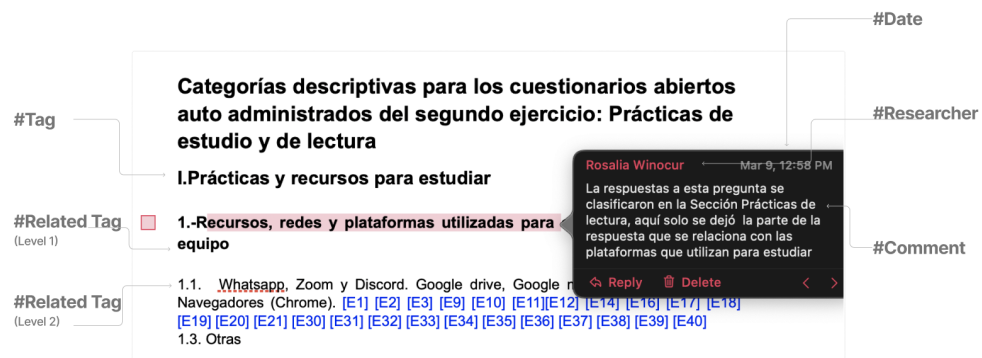 #Date
#Researcher
Categorías descriptivas para los cuestionarios abiertos
auto administrados del segundo ejercicio: Prácticas de
estudio y de lectura
#Tag
I.Prácticas y recursos para estudiar
Rosalia Winocur Mar 9, 12:58 PM
La respuestas a esta pregunta se
clasificaron en la Sección Prácticas de
lectura, aquí solo se dejó la parte de la
respuesta que se relaciona con las
plataformas que utilizan para estudiar
Reply Delete
#Comment
#Related Tag
(Level 1)
1.-Recursos, redes y plataformas utilizadas para
equipo
#Related Tag
(Level 2)
1.1. Whatsapp, Zoom y Discord. Google drive, Google
Navegadores (Chrome). [E1] [E2] [E3] [E9] [E10] [E11][E12] [E14] [E16] [E17] [E18]
[E19] [E20] [E21] [E30] [E31] [E32] [E33] [E34] [E35] [E36] [E37] [E38] [E39] [E40]
1.3. Otras